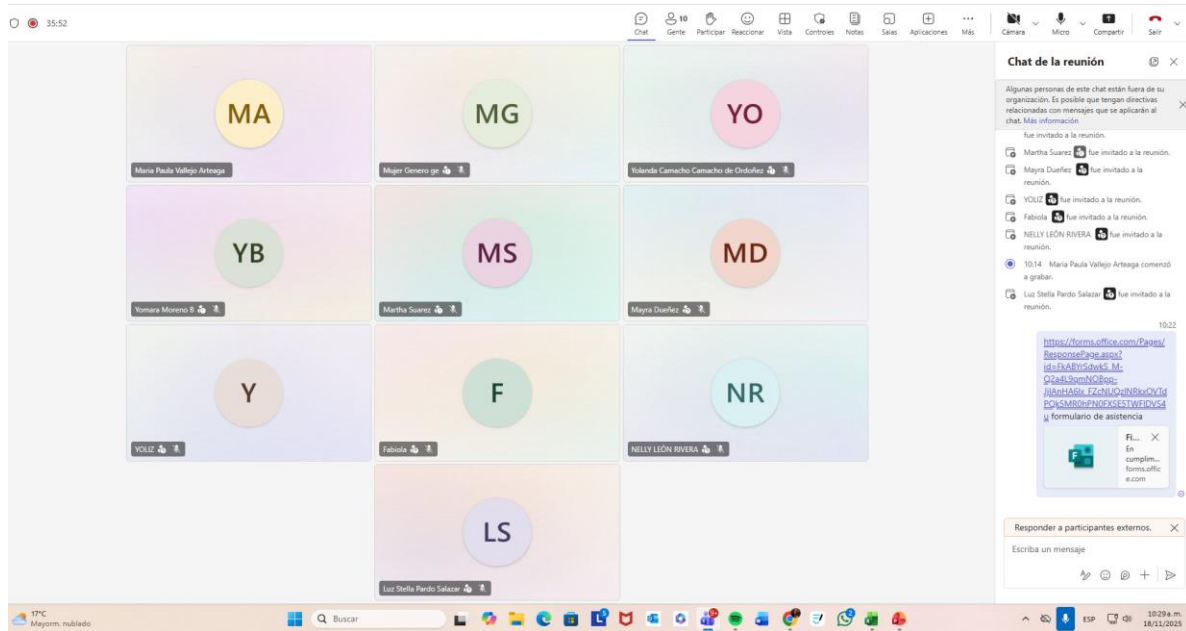 35:52
10
Chat
Gente
Participar
Reaccionar
Vista
Controles
Notas
Salas
Aplicaciones
Más
Cámara
Micro
Compartir
Salir
MA
Maria Paula Vallejo Arteaga
MG
Mujer Genero ge
YO
Yolanda Camacho Camacho de Ordoñez
YB
Yomara Moreno B
MS
Martha Suarez
MD
Mayra Dueñez
Y
YOLIZ
F
Fabiola
NR
NELLY LEÓN RIVERA
LS
Luz Stella Pardo Salazar
Chat de la reunión
Algunas personas de este chat están fuera de su
organización. Es posible que tengan directivas
relacionadas con mensajes que se aplicarán al
chat. Más información
fue invitado a la reunión.
Martha Suarez fue invitado a la reunión.
Mayra Dueñez fue invitado a la
reunión.
YOLIZ fue invitado a la reunión.
Fabiola fue invitado a la reunión.
NELLY LEÓN RIVERA fue invitado a la
reunión.
10:14 Maria Paula Vallejo Arteaga comenzó
a grabar.
Luz Stella Pardo Salazar fue invitado a la
reunión.
10:22
https://forms.office.com/Pages/
ResponsePage.aspx?
formulario de asistencia
Fi...
En
cumplim...
forms.offic
e.com
Responder a participantes externos.
Escriba un mensaje
17°C
Mayorm. nublado
Buscar
ESP
10:29 a.m.
18/11/2025